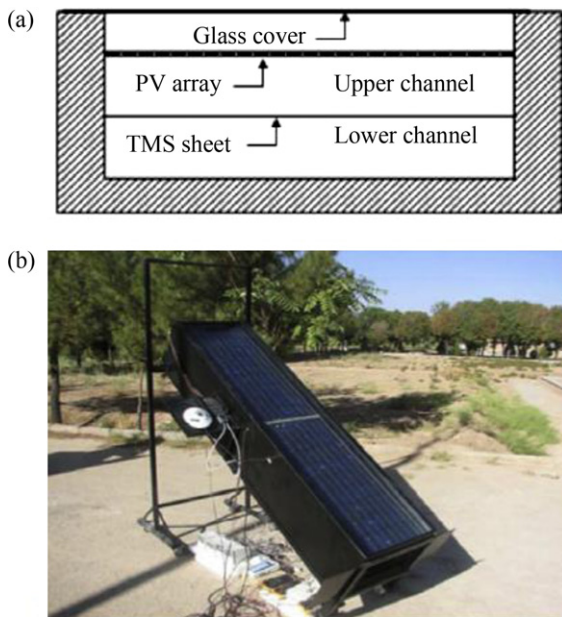 (a)
Glass cover
PV array
Upper channel
TMS sheet
Lower channel
(b)